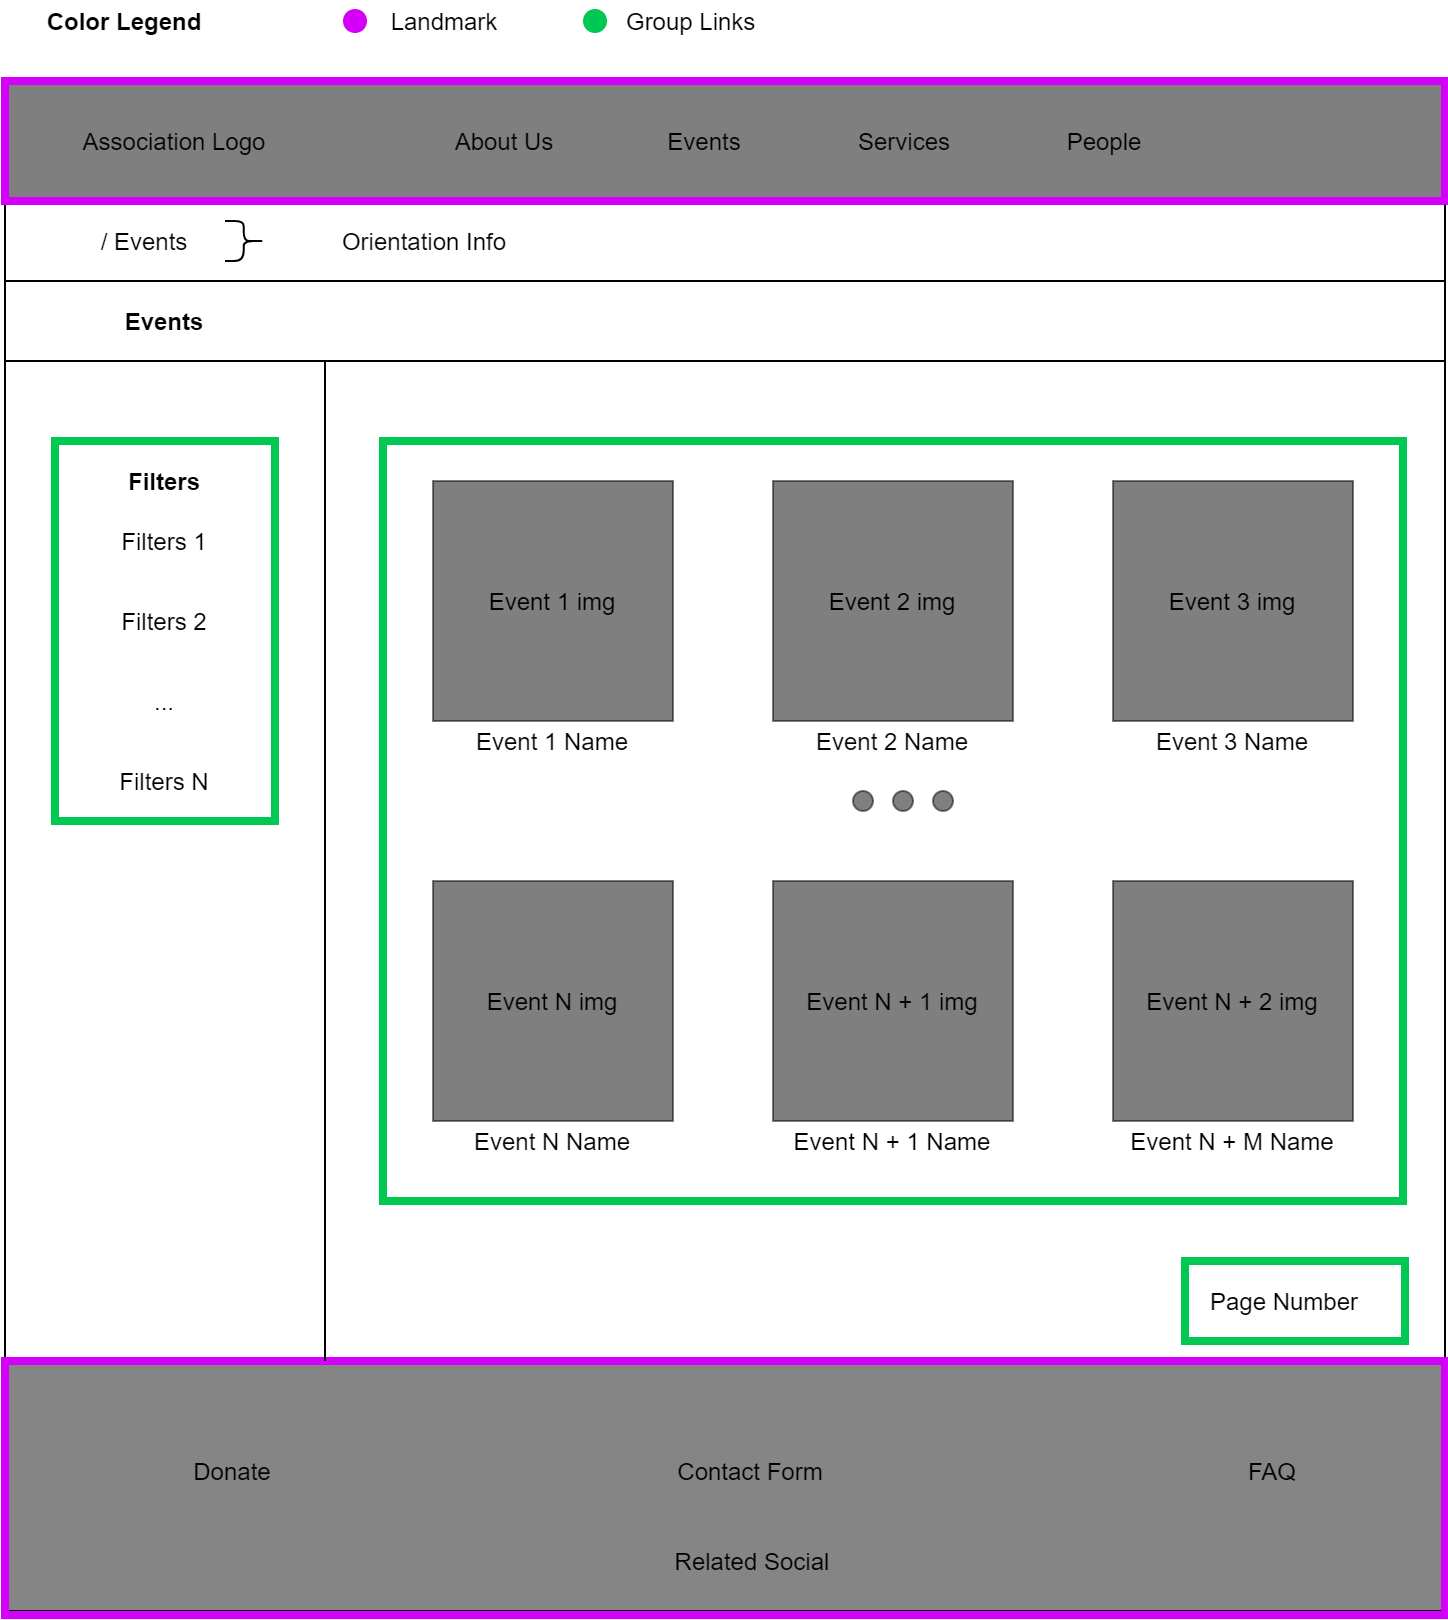 Color Legend Landmark Group Links
Association Logo About Us Events Services People
/ Events Orientation Info
Events
Filters
Filters 1
Filters 2
...
Filters N
Event 1 img Event 2 img Event 3 img
Event 1 Name Event 2 Name Event 3 Name
Event N img Event N + 1 img Event N + 2 img
Event N Name Event N + 1 Name Event N + M Name
Page Number
Donate Contact Form FAQ
Related Social